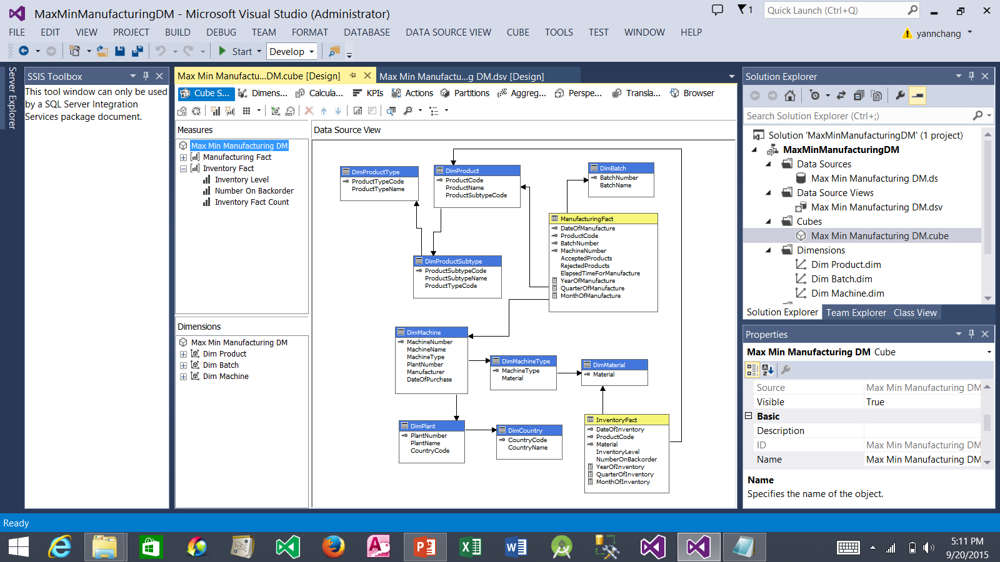 MaxMinManufacturingDM - Microsoft Visual Studio (Administrator)
1
Quick Launch (Ctrl+Q)
FILE EDIT VIEW PROJECT BUILD DEBUG TEAM FORMAT DATABASE DATA SOURCE VIEW CUBE TOOLS TEST WINDOW HELP
yannchang
Start
Develop
Server Explorer
SSIS Toolbox
This tool window can only be used
by a SQL Server Integration
Services package document.
Max Min Manufactu...DM.cube [Design]
Max Min Manufactu...g DM.dsv [Design]
Cube S... Dimens... Calcula... KPIs Actions Partitions Aggreg... Perspe... Transla... Browser
Measures
Max Min Manufacturing DM
Manufacturing Fact
Inventory Fact
Inventory Level
Number On Backorder
Inventory Fact Count
Dimensions
Max Min Manufacturing DM
Dim Product
Dim Batch
Dim Machine
Data Source View
DimProductType
ProductTypeCode
ProductTypeName
DimProduct
ProductCode
ProductName
ProductSubtypeCode
DimBatch
BatchNumber
BatchName
ManufacturingFact
DateOfManufacture
ProductCode
BatchNumber
MachineNumber
AcceptedProducts
RejectedProducts
ElapsedTimeForManufacture
YearOfManufacture
QuarterOfManufacture
MonthOfManufacture
DimProductSubtype
ProductSubtypeCode
ProductSubtypeName
ProductTypeCode
DimMachine
MachineNumber
MachineName
MachineType
PlantNumber
Manufacturer
DateOfPurchase
DimMachineType
MachineType
Material
DimMaterial
Material
DimPlant
PlantNumber
PlantName
CountryCode
DimCountry
CountryCode
CountryName
InventoryFact
DateOfInventory
ProductCode
Material
InventoryLevel
NumberOnBackorder
YearOfInventory
QuarterOfInventory
MonthOfInventory
Solution Explorer
Search Solution Explorer (Ctrl+;)
Solution 'MaxMinManufacturingDM' (1 project)
MaxMinManufacturingDM
Data Sources
Max Min Manufacturing DM.ds
Data Source Views
Max Min Manufacturing DM.dsv
Cubes
Max Min Manufacturing DM.cube
Dimensions
Dim Product.dim
Dim Batch.dim
Dim Machine.dim
Solution Explorer Team Explorer Class View
Properties
Max Min Manufacturing DM Cube
Source Max Min Manufacturing DM
Visible True
Basic
Description
ID Max Min Manufacturing DM
Name Max Min Manufacturing DM
Name
Specifies the name of the object.
Ready
5:11 PM
9/20/2015